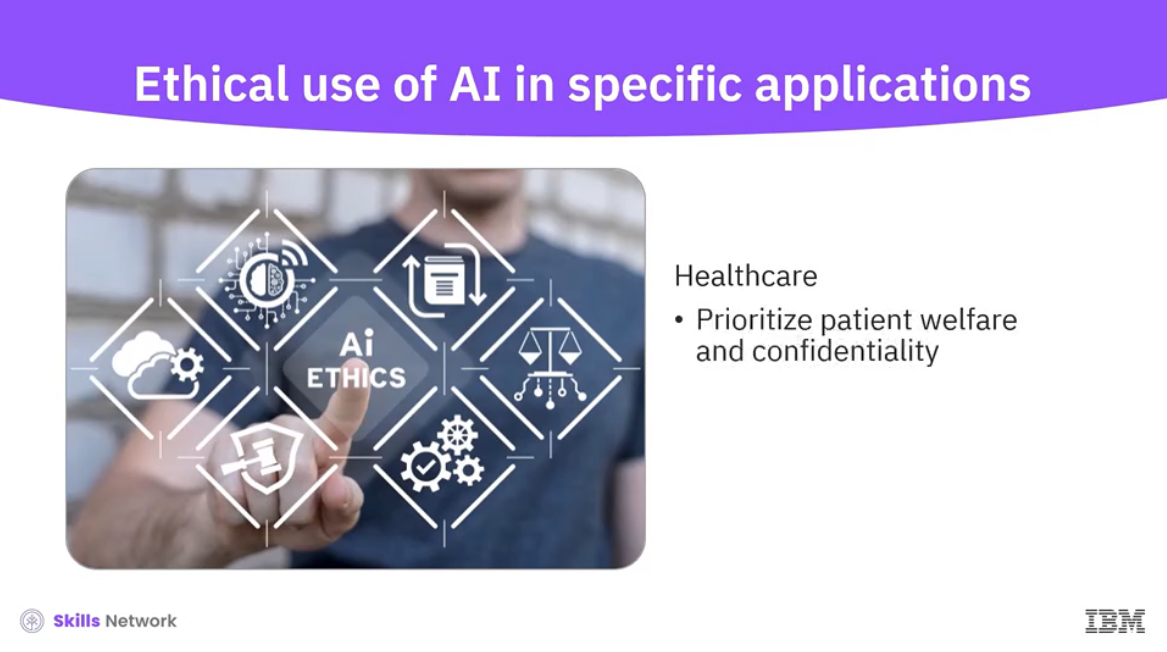 Ethical use of AI in specific applications
Ai
ETHICS
Healthcare
• Prioritize patient welfare
and confidentiality
Skills Network
IBM